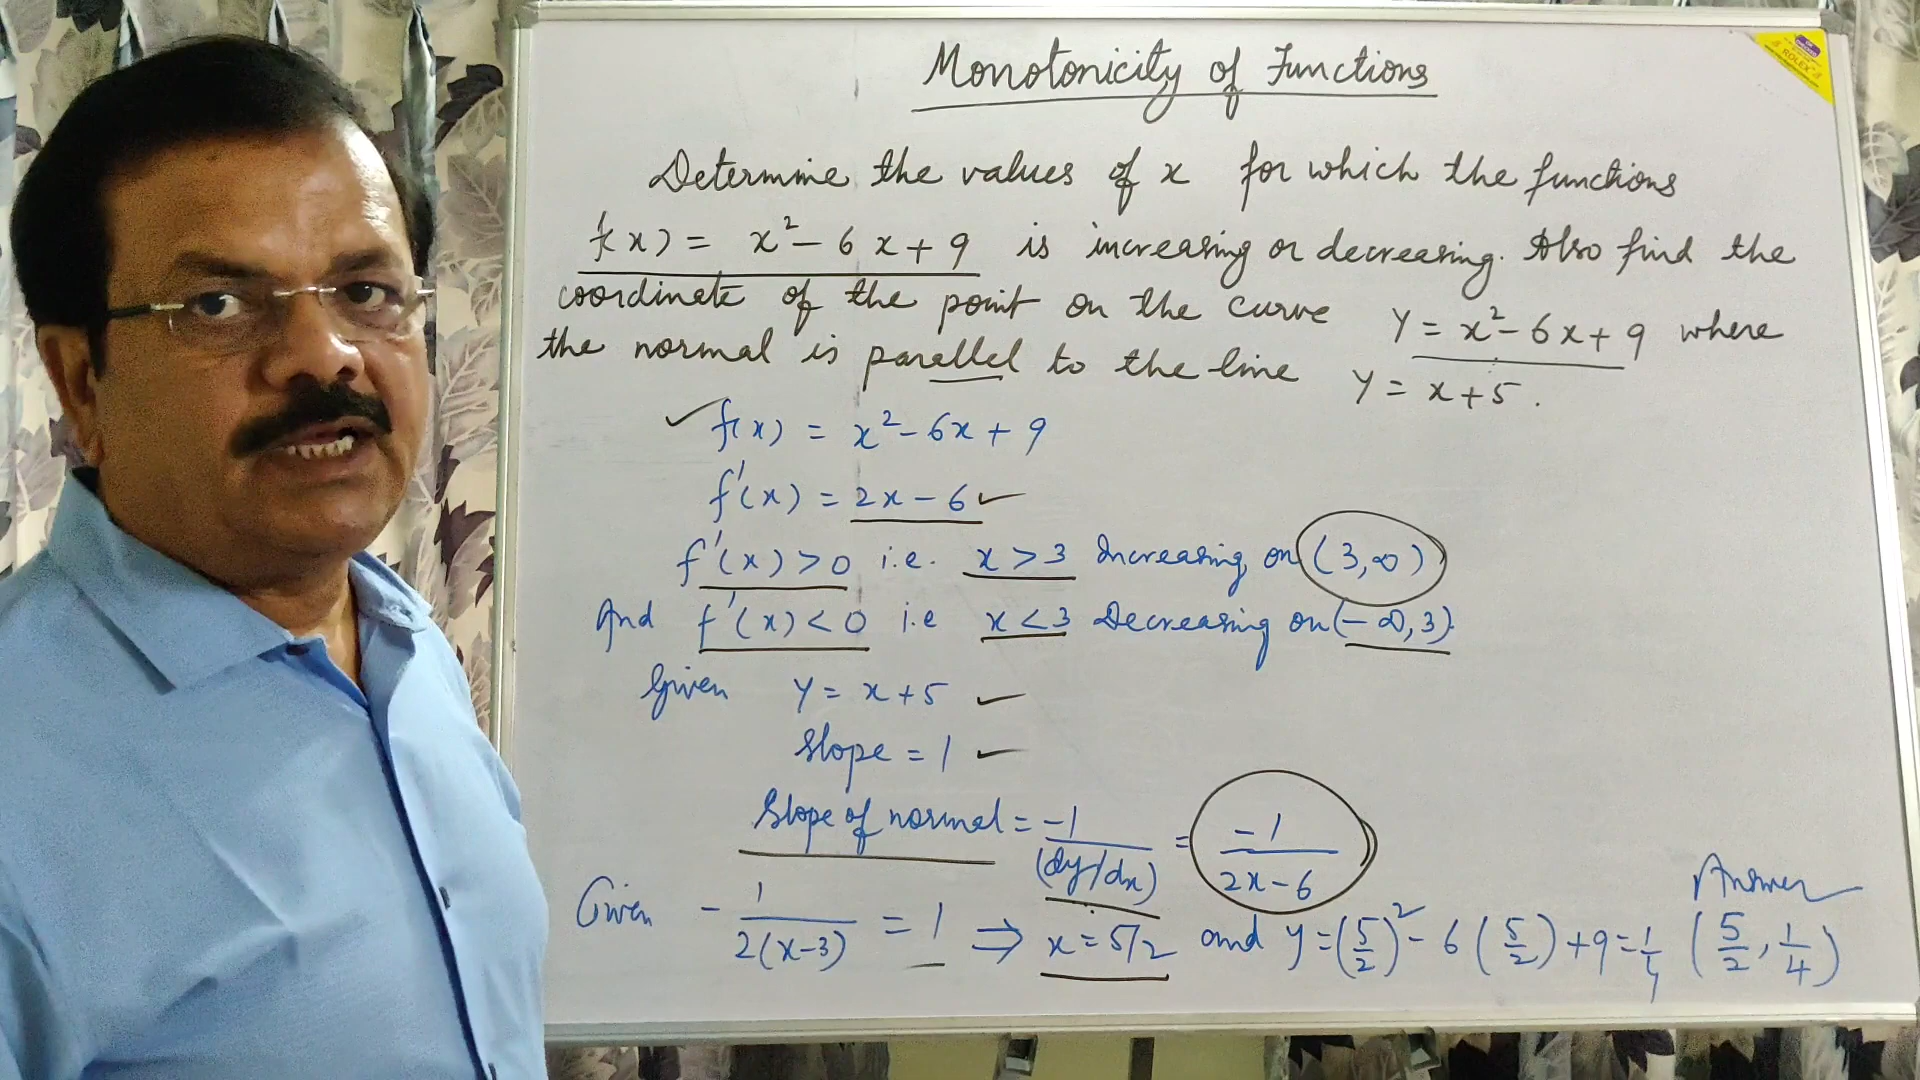 Monotonicity of Functions
ROLEX
Determine the values of x for which the functions
f(x) = x² - 6x + 9 is increasing or decreasing. Also find the
coordinate of the point on the curve y = x² - 6x + 9 where
the normal is parallel to the line y = x + 5.
✓ f(x) = x² - 6x + 9
f'(x) = 2x - 6 ✓
f'(x) > 0 i.e. x > 3 Increasing on (3, ∞)
And f'(x) < 0 i.e x < 3 Decreasing on (-∞, 3).
Given y = x + 5 ✓
Slope = 1 ✓
Slope of normal = -1/(dy/dx) = -1/(2x - 6)
Answer
Given - 1/(2(x-3)) = 1 ⇒ x = 5/2 and y = (5/2)² - 6(5/2) + 9 = 1/4 (5/2, 1/4)